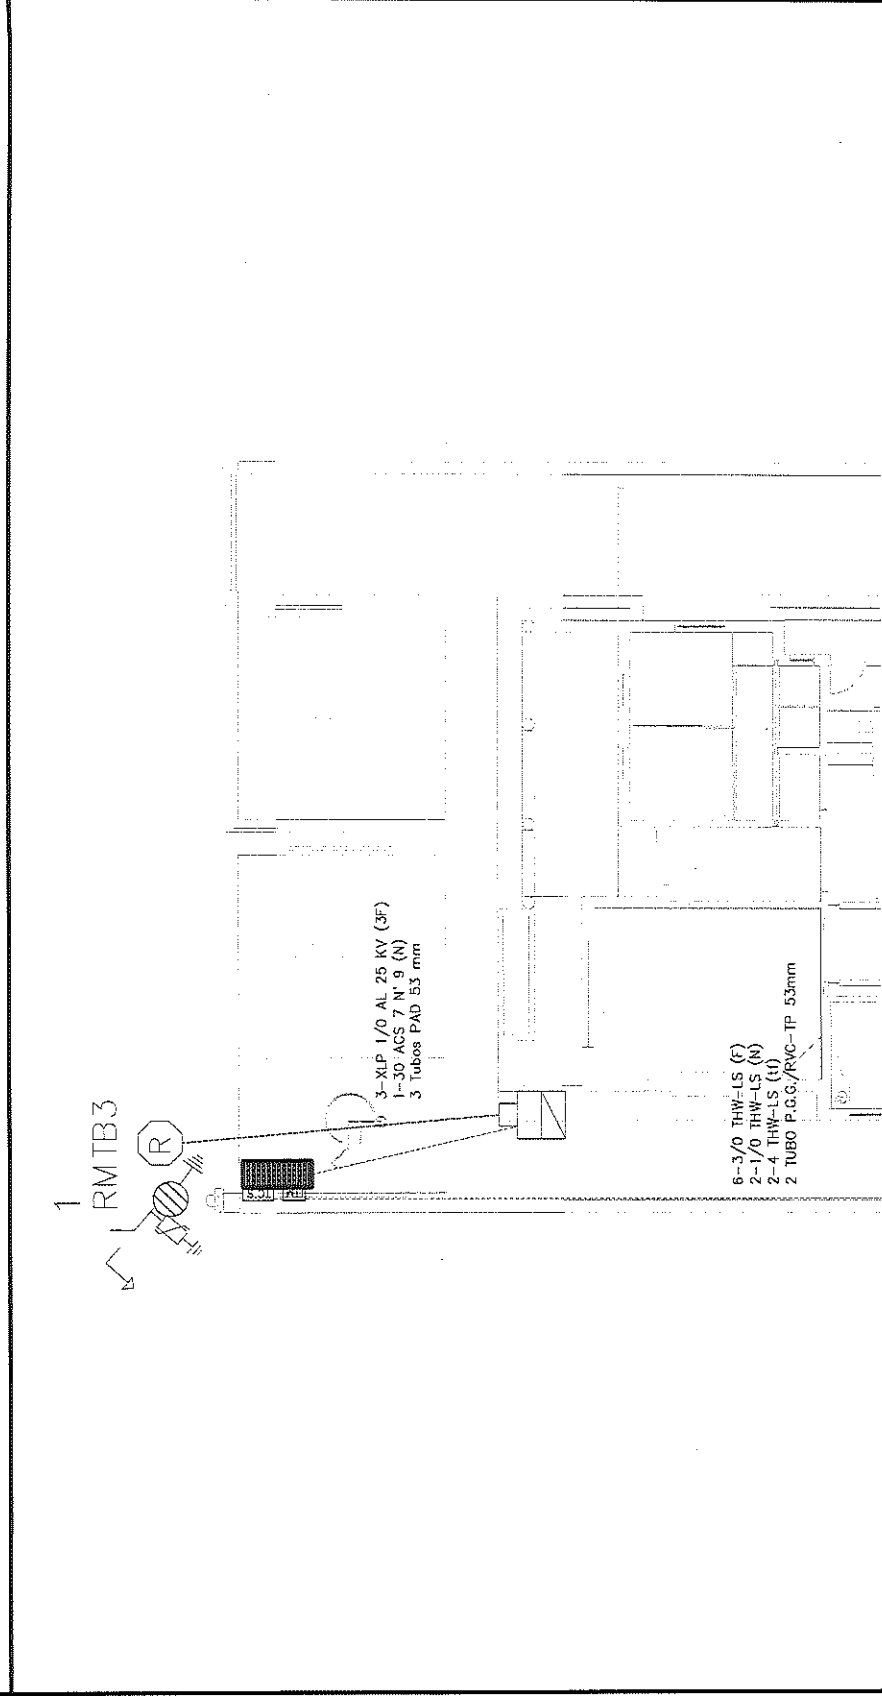 1
RMTB3
R
3-XLP 1/0 AL 25 KV (3F)
1-30 ACS 7 N° 9 (N)
3 Tubos PAD 53 mm
6-3/0 THW-LS (F)
2-1/0 THW-LS (N)
2-4 THW-LS (tf)
2 TUBO P.G.G./RVC-TP 53mm